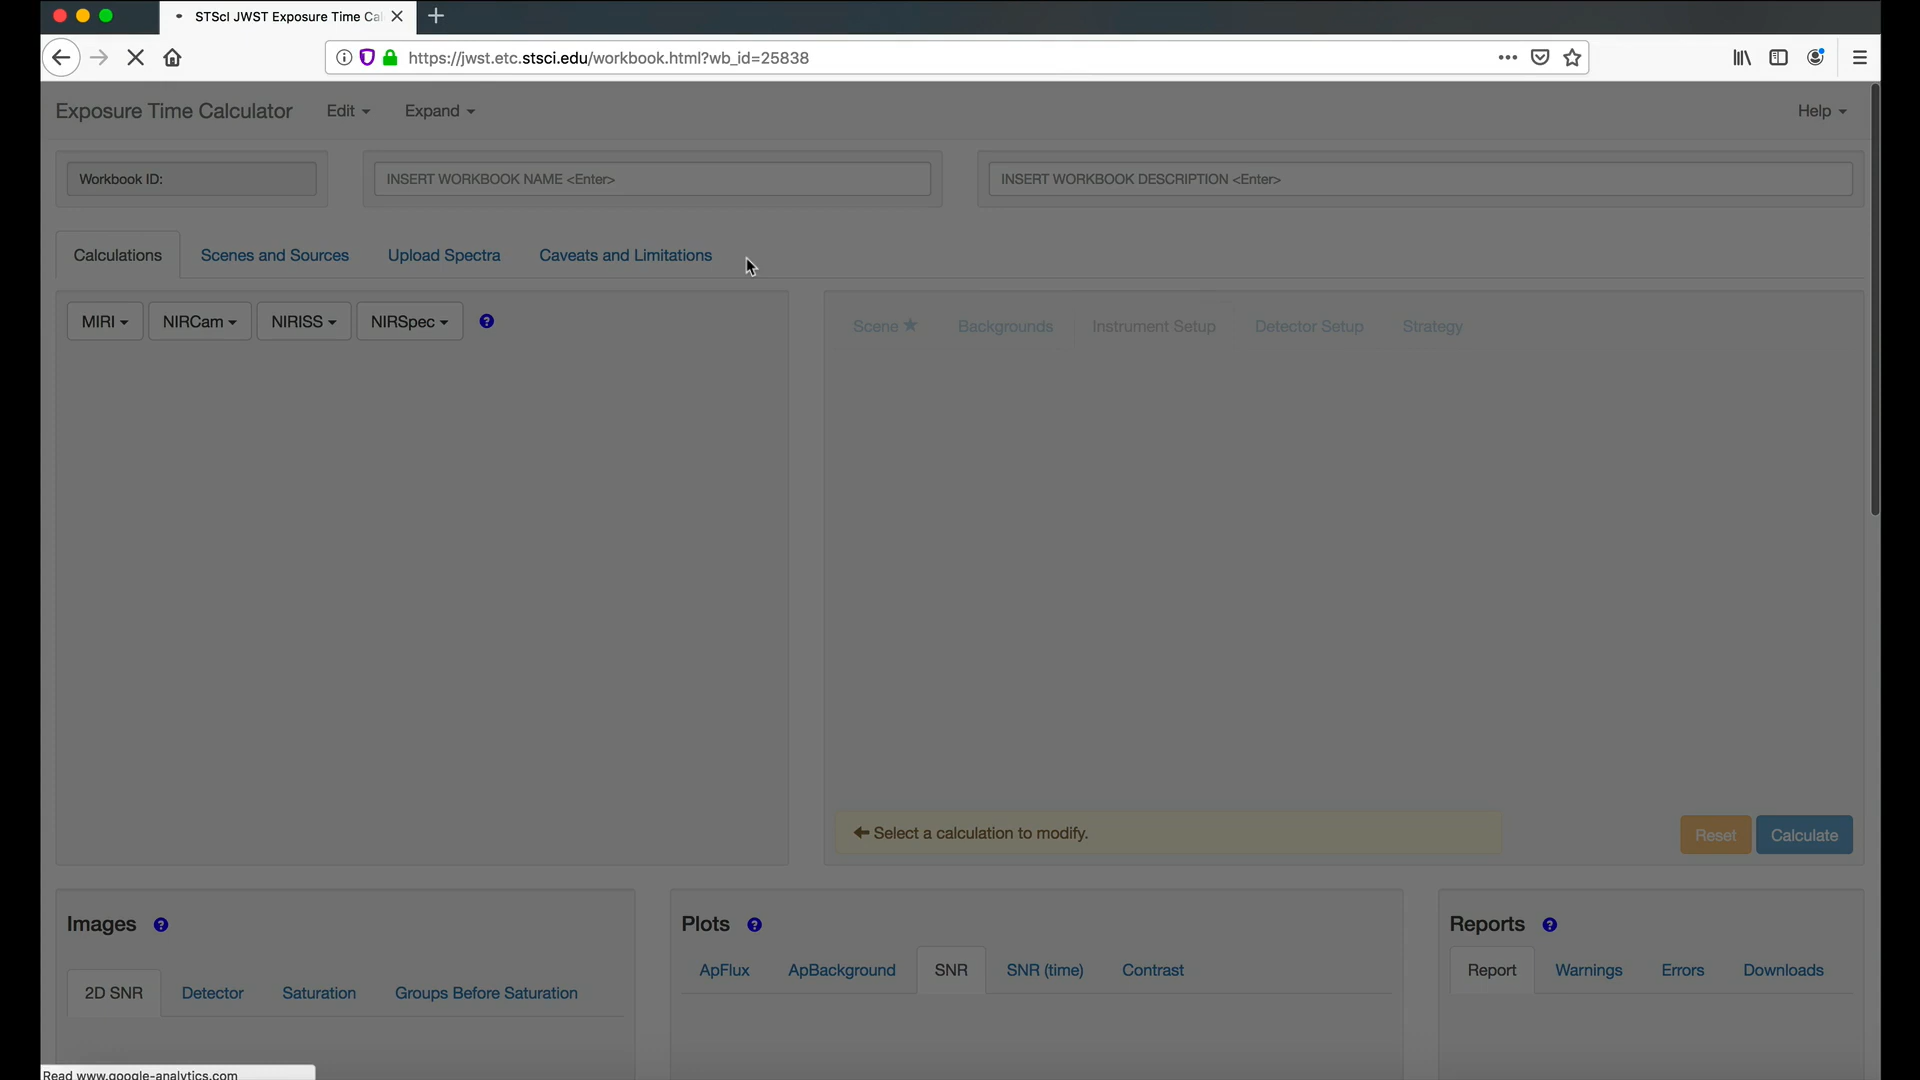 STScI JWST Exposure Time Cal
https://jwst.etc.stsci.edu/workbook.html?wb_id=25838
Exposure Time Calculator Edit Expand Help
Workbook ID: INSERT WORKBOOK NAME <Enter> INSERT WORKBOOK DESCRIPTION <Enter>
Calculations Scenes and Sources Upload Spectra Caveats and Limitations
MIRI NIRCam NIRISS NIRSpec ?
Scene ★ Backgrounds Instrument Setup Detector Setup Strategy
Select a calculation to modify. Reset Calculate
Images ? Plots ? Reports ?
ApFlux ApBackground SNR SNR (time) Contrast Report Warnings Errors Downloads
2D SNR Detector Saturation Groups Before Saturation
Read www.google-analytics.com